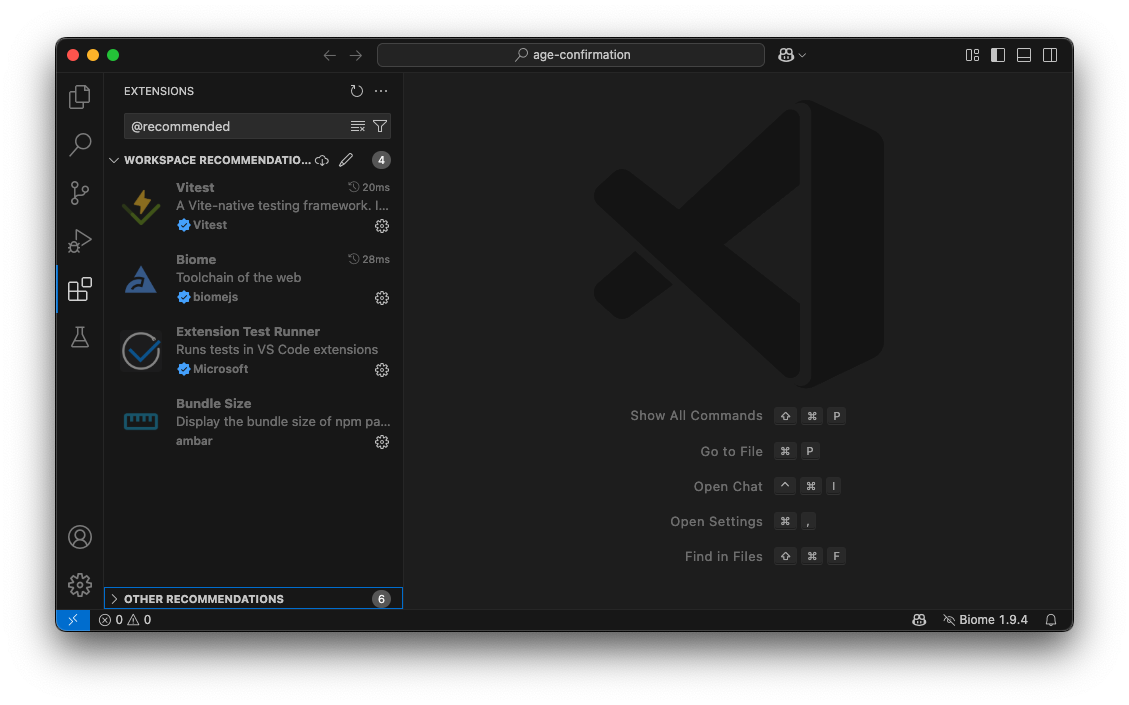 age-confirmation
EXTENSIONS
@recommended
WORKSPACE RECOMMENDATIO... 4
Vitest 20ms
A Vite-native testing framework. I...
Vitest
Biome 28ms
Toolchain of the web
biomejs
Extension Test Runner
Runs tests in VS Code extensions
Microsoft
Bundle Size
Display the bundle size of npm pa...
ambar
OTHER RECOMMENDATIONS 6
Show All Commands ⇧ ⌘ P
Go to File ⌘ P
Open Chat ^ ⌘ I
Open Settings ⌘ ,
Find in Files ⇧ ⌘ F
0 0 Biome 1.9.4